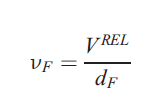 ν_F = V^{REL} / d_F